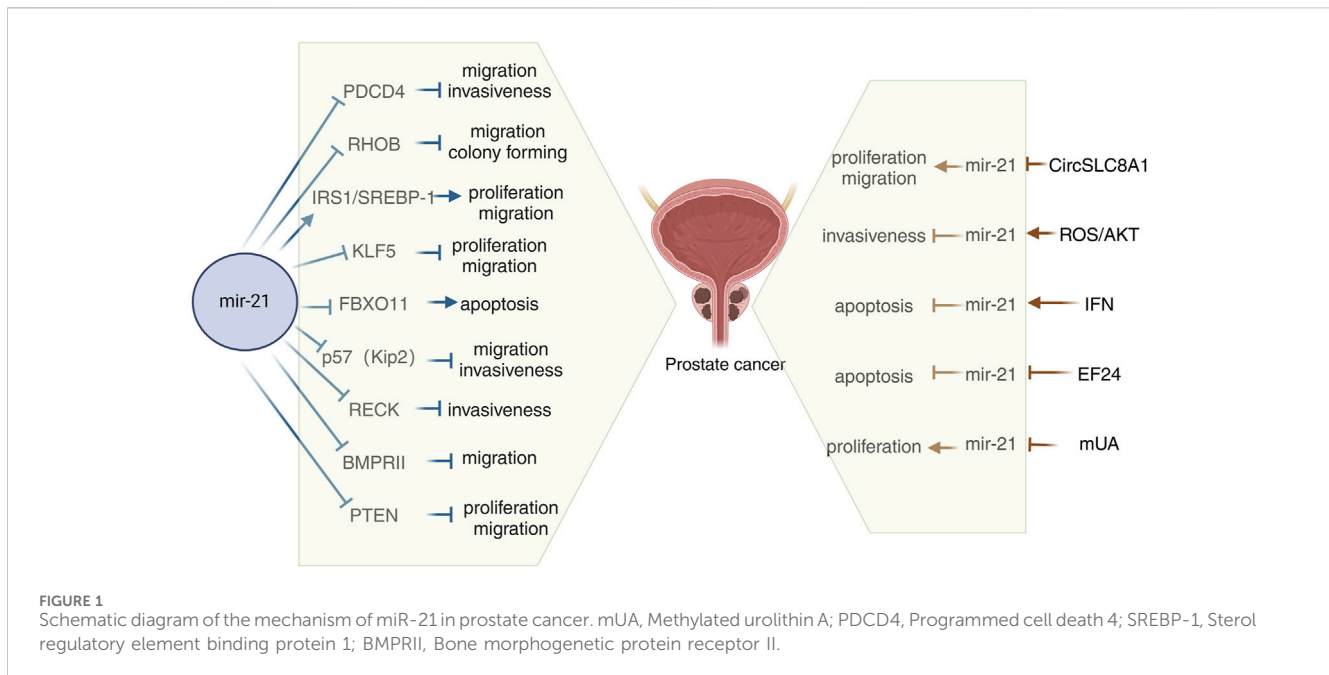 mir-21
PDCD4
migration
invasiveness
RHOB
migration
colony forming
IRS1/SREBP-1
proliferation
migration
KLF5
proliferation
migration
FBXO11
apoptosis
p57 (Kip2)
migration
invasiveness
RECK
invasiveness
BMPRII
migration
PTEN
proliferation
migration
Prostate cancer
proliferation
migration
mir-21
CircSLC8A1
invasiveness
mir-21
ROS/AKT
apoptosis
mir-21
IFN
apoptosis
mir-21
EF24
proliferation
mir-21
mUA
FIGURE 1
Schematic diagram of the mechanism of miR-21 in prostate cancer. mUA, Methylated urolithin A; PDCD4, Programmed cell death 4; SREBP-1, Sterol
regulatory element binding protein 1; BMPRII, Bone morphogenetic protein receptor II.